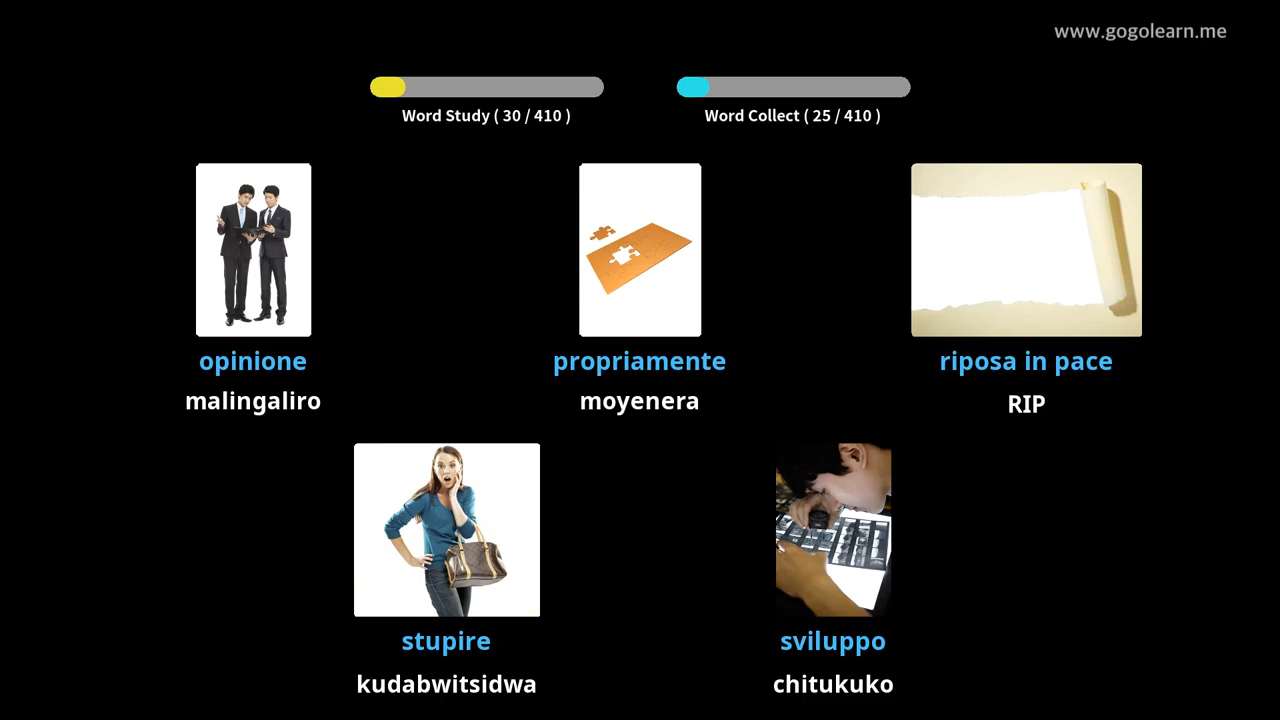 www.gogolearn.me
Word Study ( 30 / 410 )
Word Collect ( 25 / 410 )
opinione
malingaliro
propriamente
moyenera
riposa in pace
RIP
stupire
kudabwitsidwa
sviluppo
chitukuko